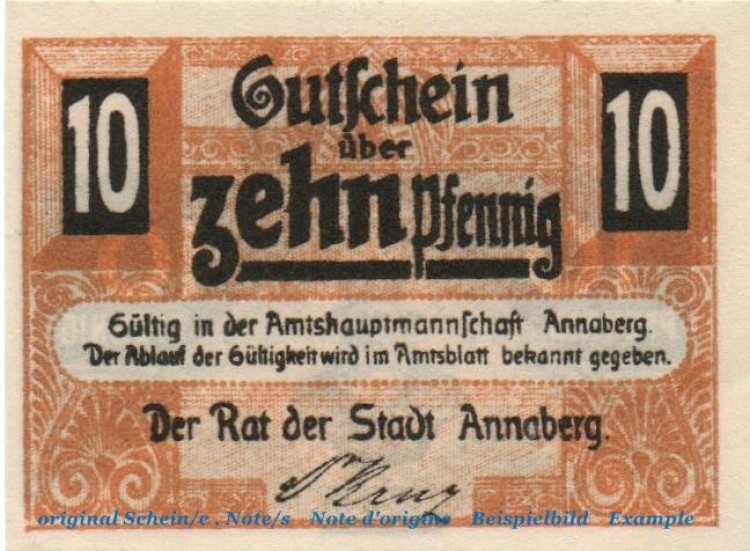 10 Gutſchein 10
über
zehn Pfennig
Gültig in der Amtshauptmannſchaft Annaberg.
Der Ablauf der Gültigkeit wird im Amtsblatt bekannt gegeben.
Der Rat der Stadt Annaberg.
original Schein/e . Note/s Note d'origine Beispielbild Example